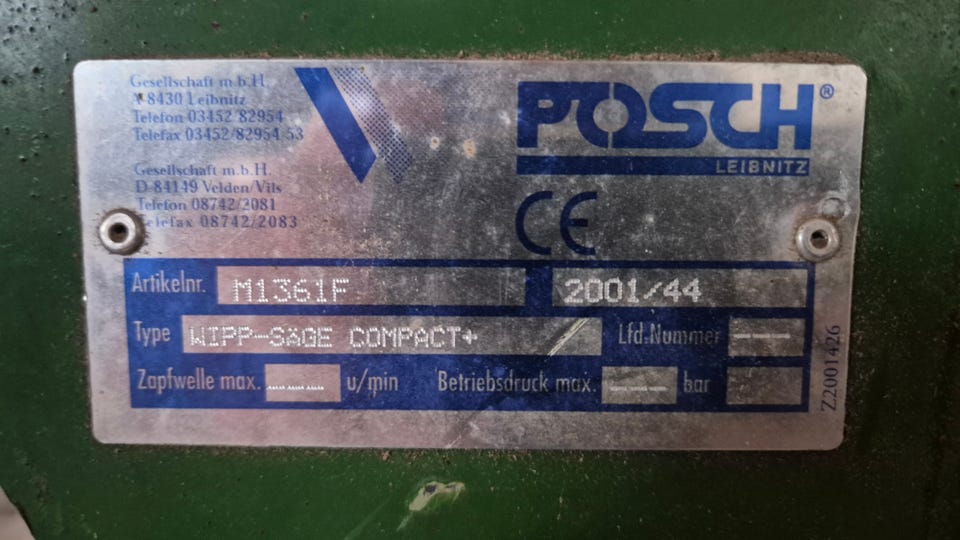 Gesellschaft m.b.H.
A 8430 Leibnitz
Telefon 03452/82954
Telefax 03452/82954-53
Gesellschaft m.b.H.
D 84149 Velden/Vils
Telefon 08742/2081
Telefax 08742/2083
POSCH®
LEIBNITZ
CE
Artikelnr. M1361F 2001/44
Type WIPP-SÄGE COMPACT+ Lfd.Nummer ---
Zapfwelle max. --- u/min Betriebsdruck max. --- bar
Z2001426